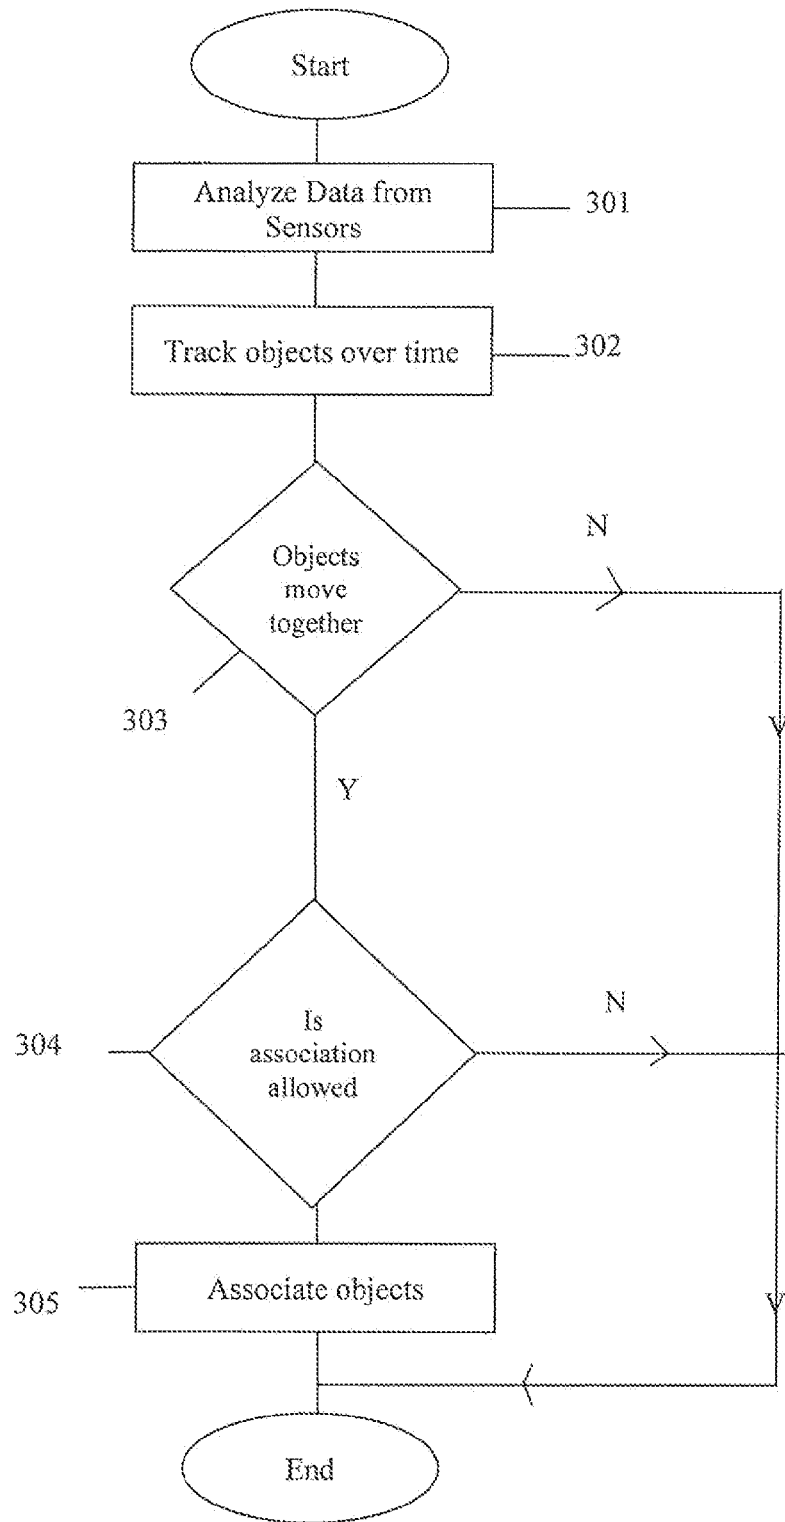 Start
Analyze Data from
Sensors
301
Track objects over time
302
Objects
move
together
N
303
Y
Is
association
allowed
N
304
Associate objects
305
End